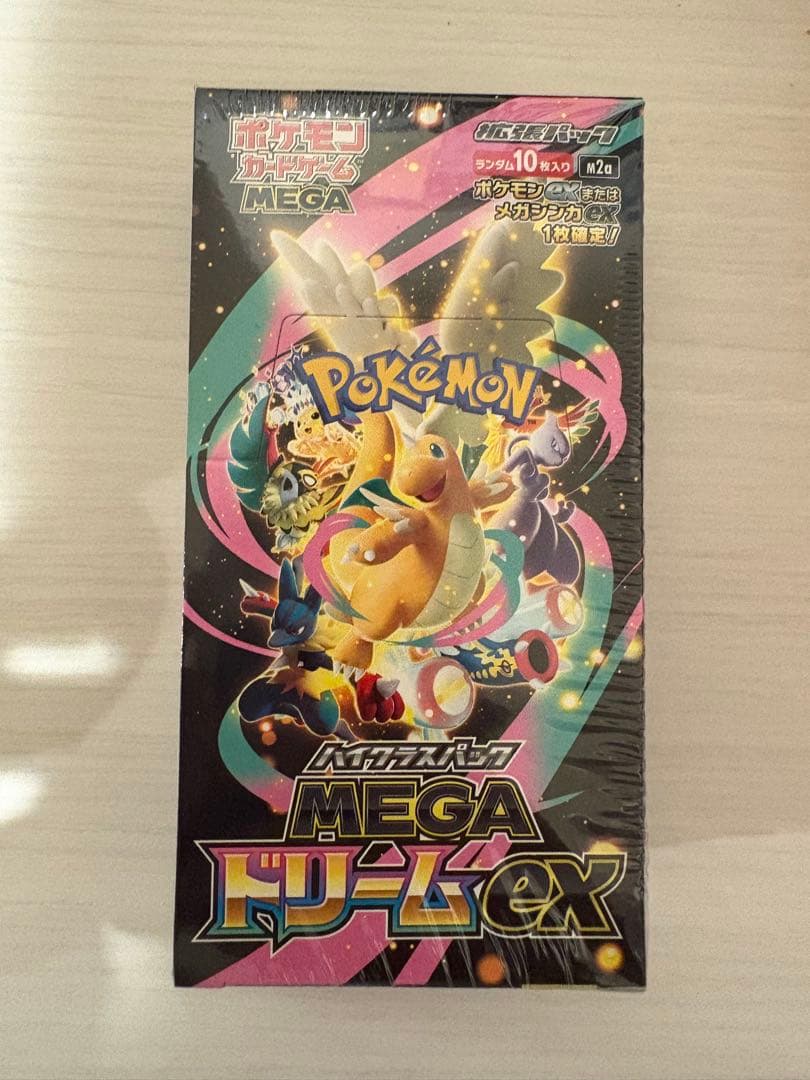 ポケモン
カードゲーム
MEGA
拡張パック
ランダム10枚入り
M2a
ポケモンexまたは
メガシンカex
1枚確定!
POKéMON
ハイクラスパック
MEGA
ドリームex